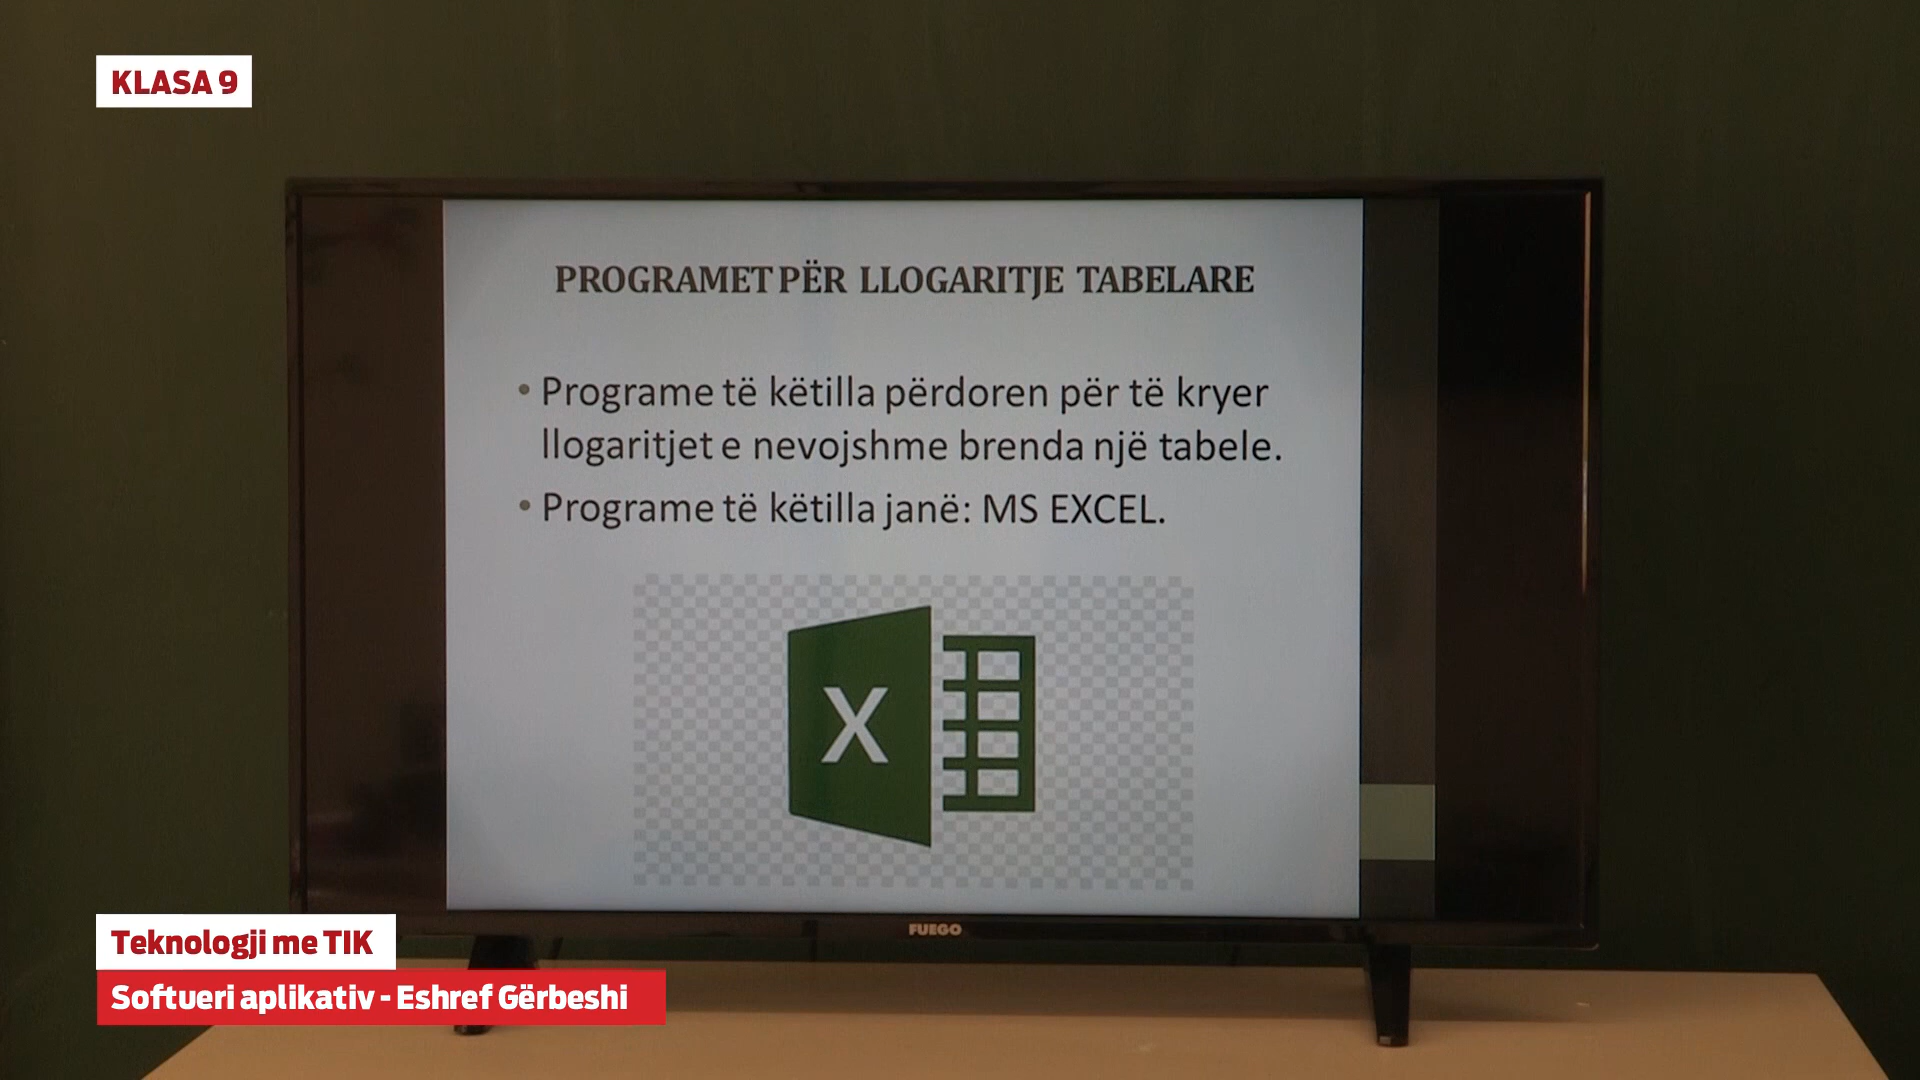 KLASA 9
PROGRAMET PËR LLOGARITJE TABELARE
• Programe të këtilla përdoren për të kryer
llogaritjet e nevojshme brenda një tabele.
• Programe të këtilla janë: MS EXCEL.
X
FUEGO
Teknologji me TIK
Softueri aplikativ - Eshref Gërbeshi